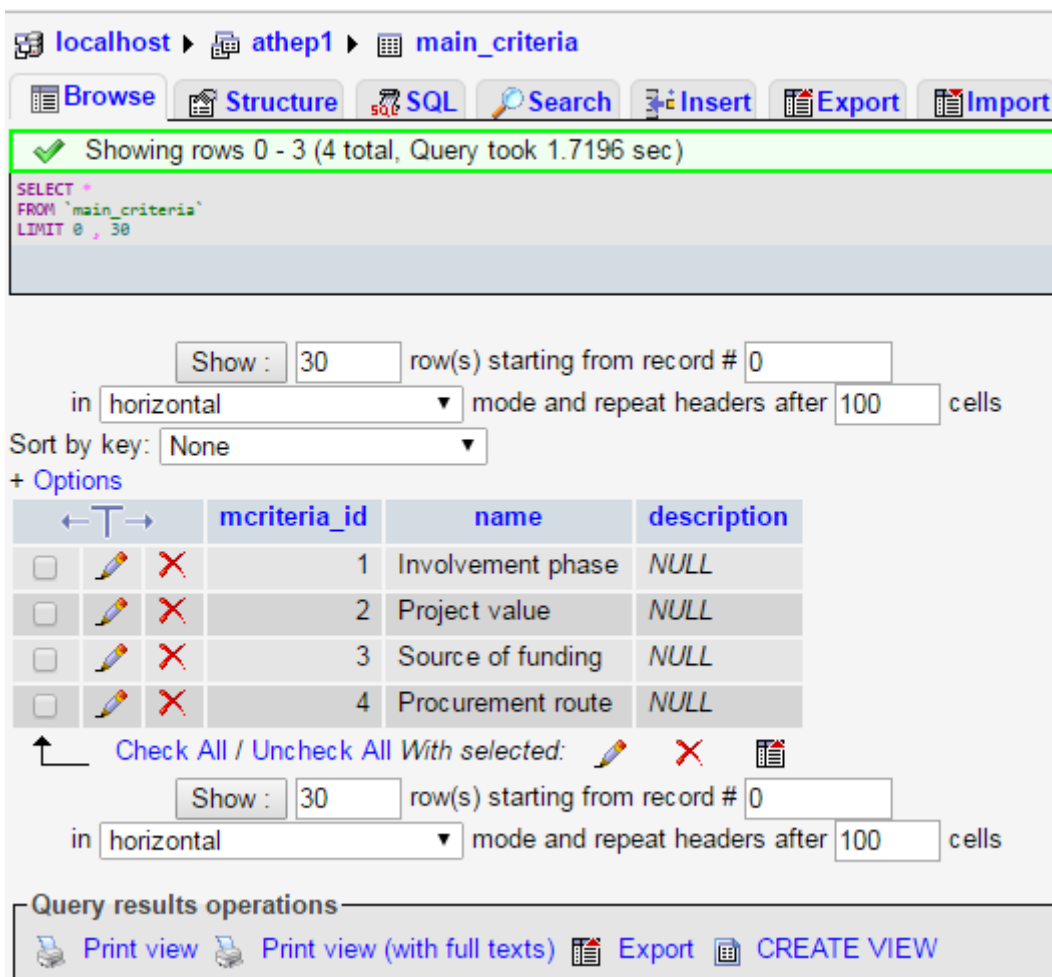 localhost ▶ athep1 ▶ main_criteria
Browse Structure SQL Search Insert Export Import
Showing rows 0 - 3 (4 total, Query took 1.7196 sec)
SELECT *
FROM `main_criteria`
LIMIT 0 , 30
Show : 30 row(s) starting from record # 0
in horizontal mode and repeat headers after 100 cells
Sort by key: None
+ Options
←T→ mcriteria_id name description
1 Involvement phase NULL
2 Project value NULL
3 Source of funding NULL
4 Procurement route NULL
Check All / Uncheck All With selected:
Show : 30 row(s) starting from record # 0
in horizontal mode and repeat headers after 100 cells
Query results operations
Print view Print view (with full texts) Export CREATE VIEW